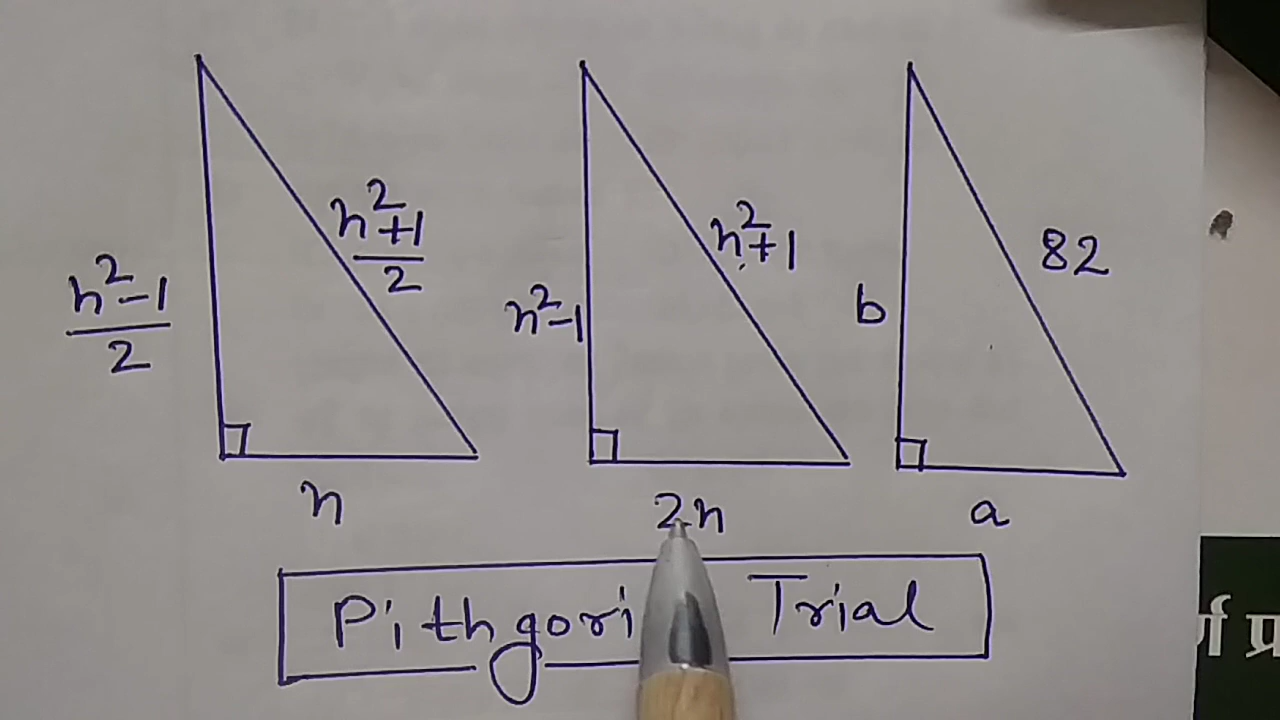 n²-1/2
n²+1/2
n
n²-1
n²+1
2n
b
82
a
Pithgori Trial